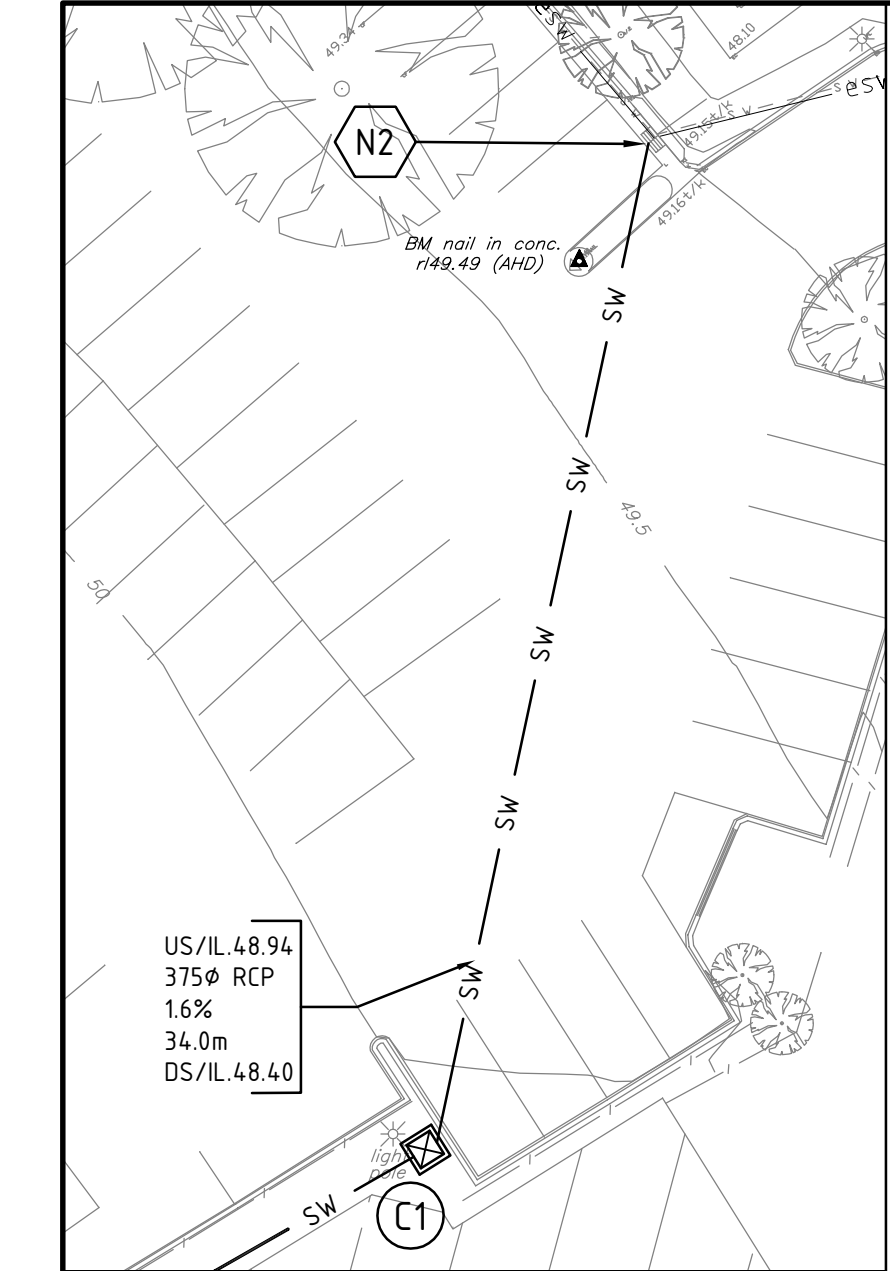 esw
49.34
48.10
N2
esw
s
49.15t/k
49.16t/k
BM nail in conc.
rl49.49 (AHD)
SW
SW
49.5
50
SW
SW
US/IL.48.94
375Ø RCP
1.6%
34.0m
DS/IL.48.40
SW
light
pole
SW
C1